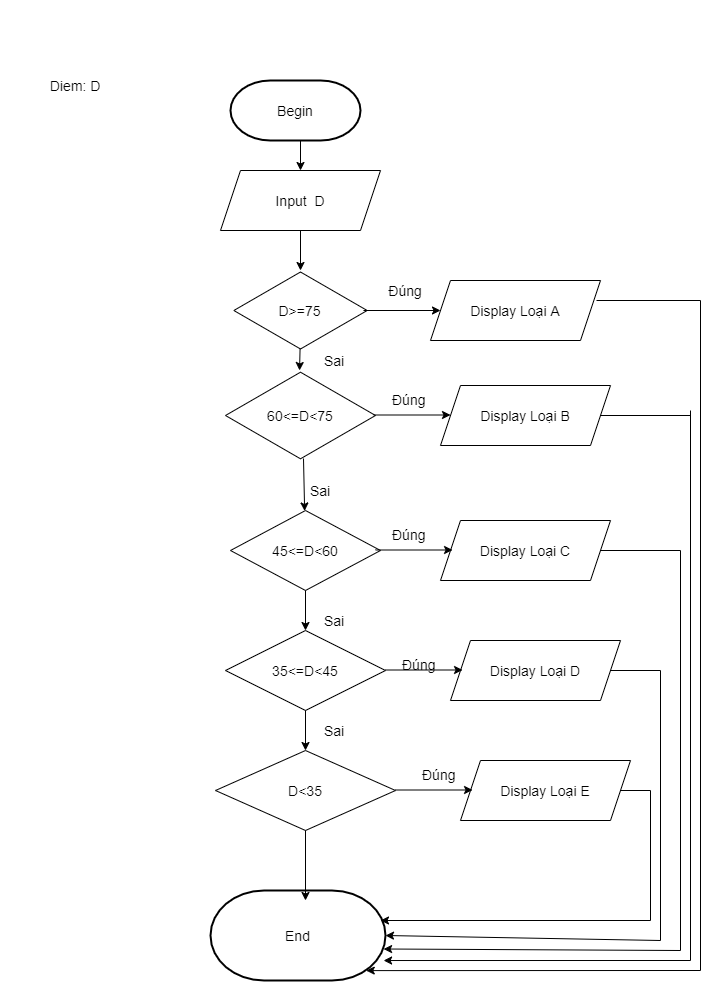 Diem: D
Begin
Input D
D>=75
Đúng
Display Loại A
Sai
60<=D<75
Đúng
Display Loại B
Sai
45<=D<60
Đúng
Display Loại C
Sai
35<=D<45
Đúng
Display Loại D
Sai
D<35
Đúng
Display Loại E
End